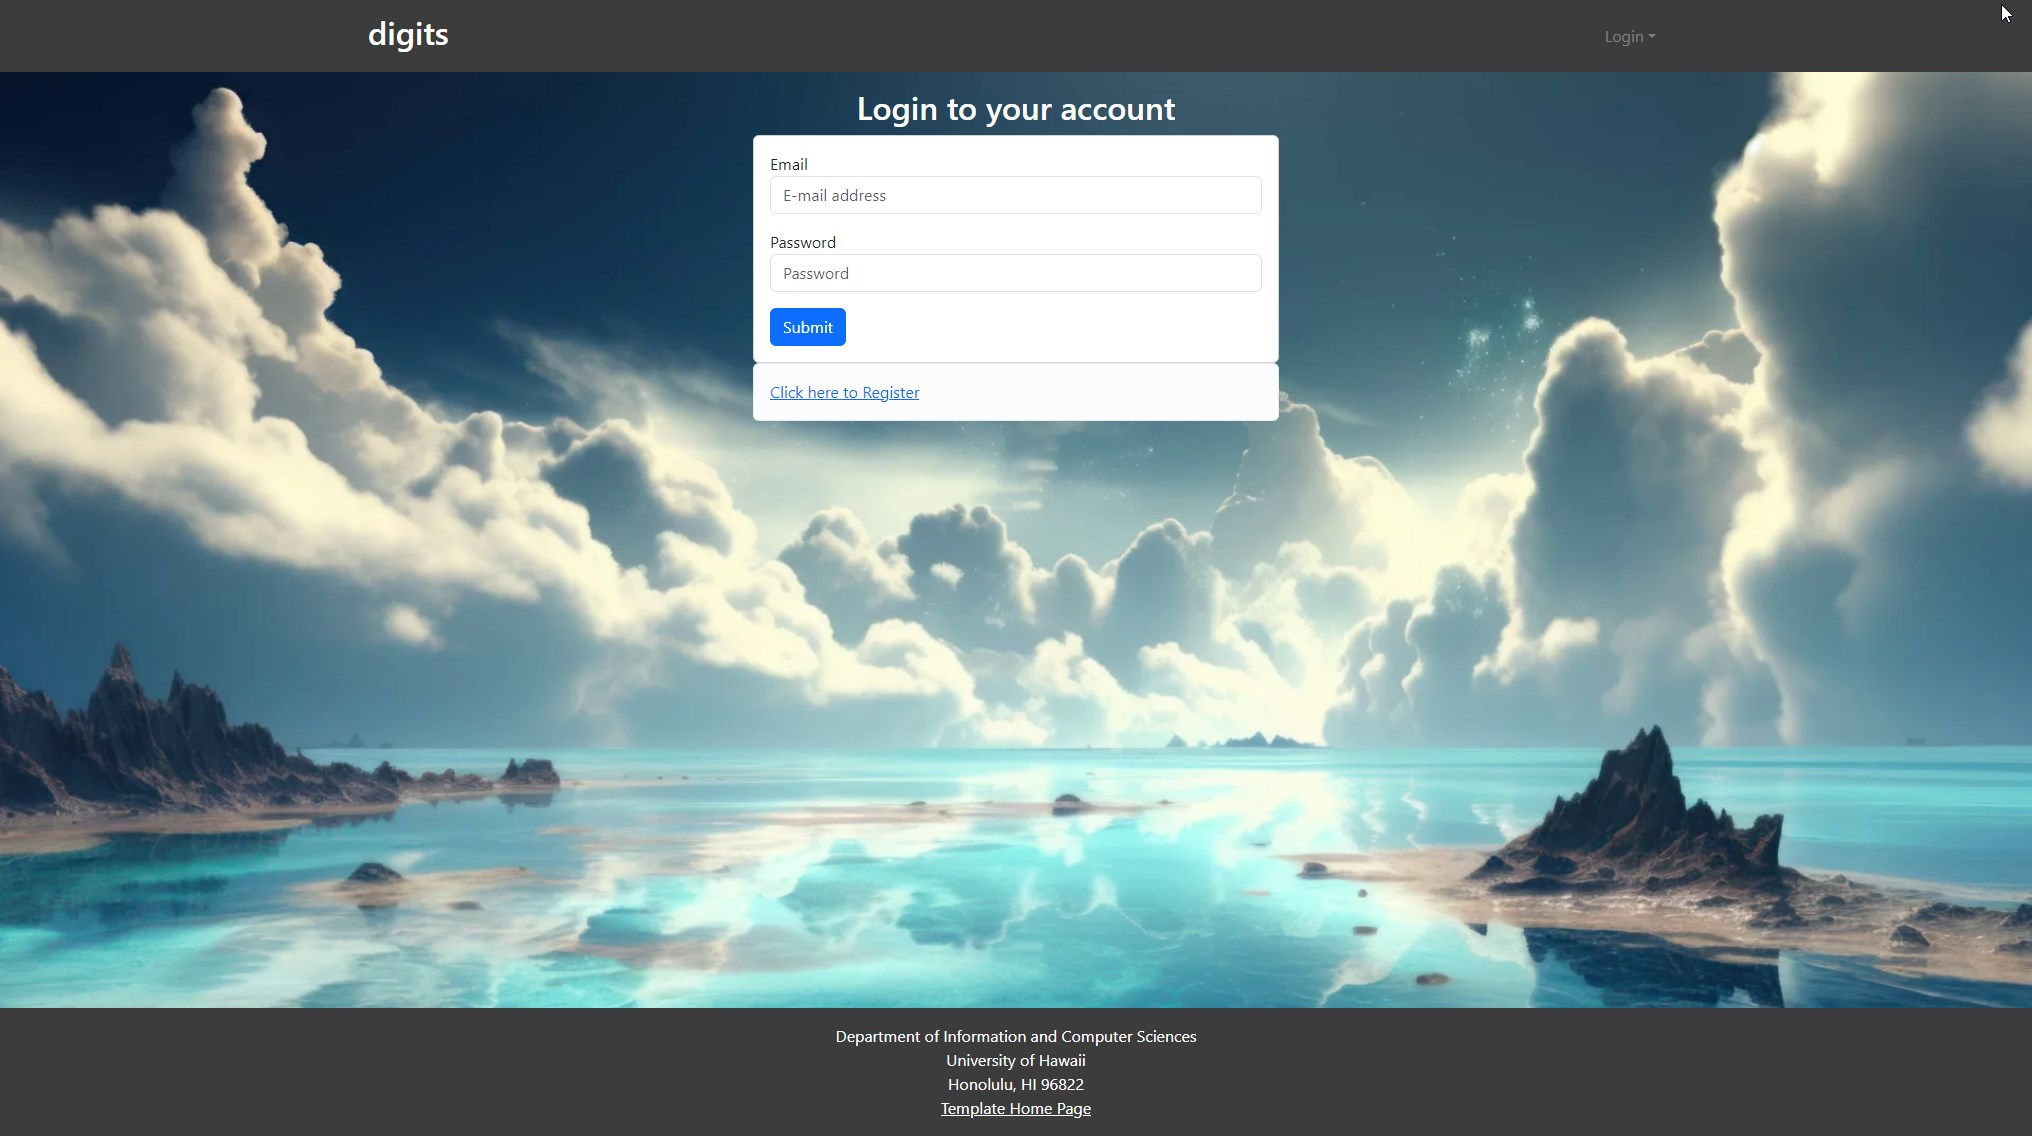 digits
Login
Login to your account
Email
E-mail address
Password
Password
Submit
Click here to Register
Department of Information and Computer Sciences
University of Hawaii
Honolulu, HI 96822
Template Home Page